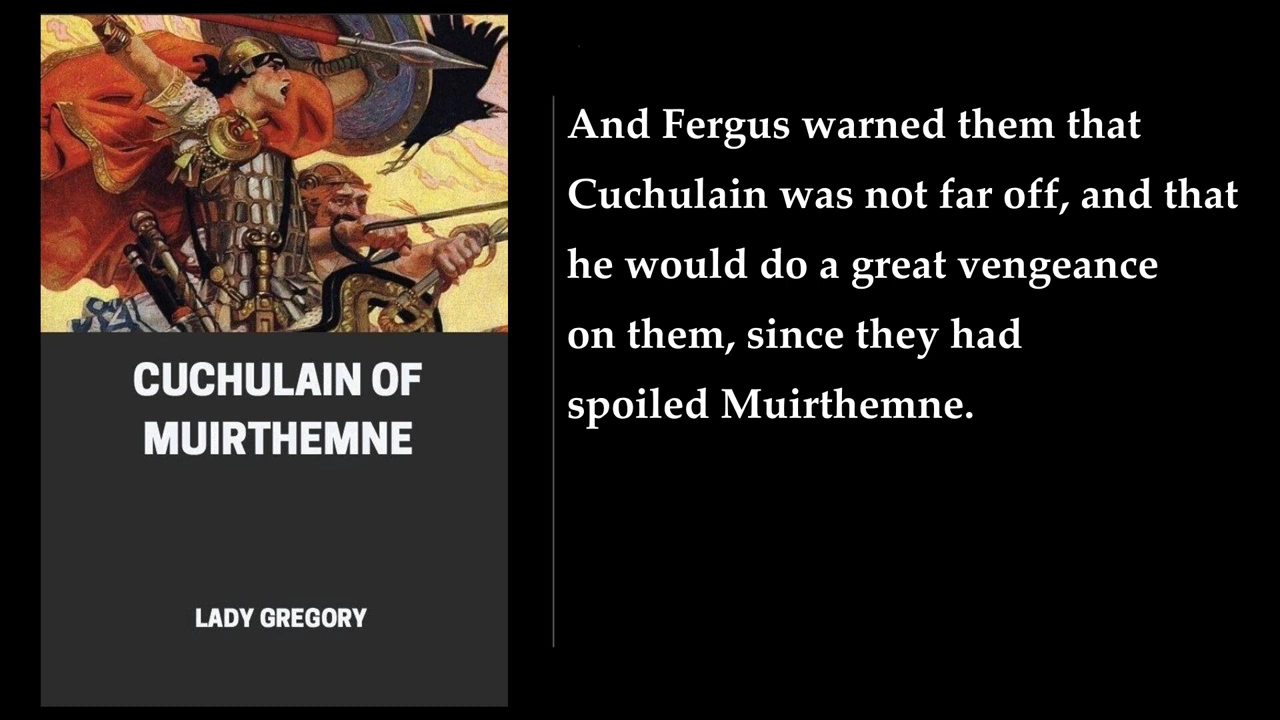 CUCHULAIN OF
MUIRTHEMNE
LADY GREGORY
And Fergus warned them that
Cuchulain was not far off, and that
he would do a great vengeance
on them, since they had
spoiled Muirthemne.